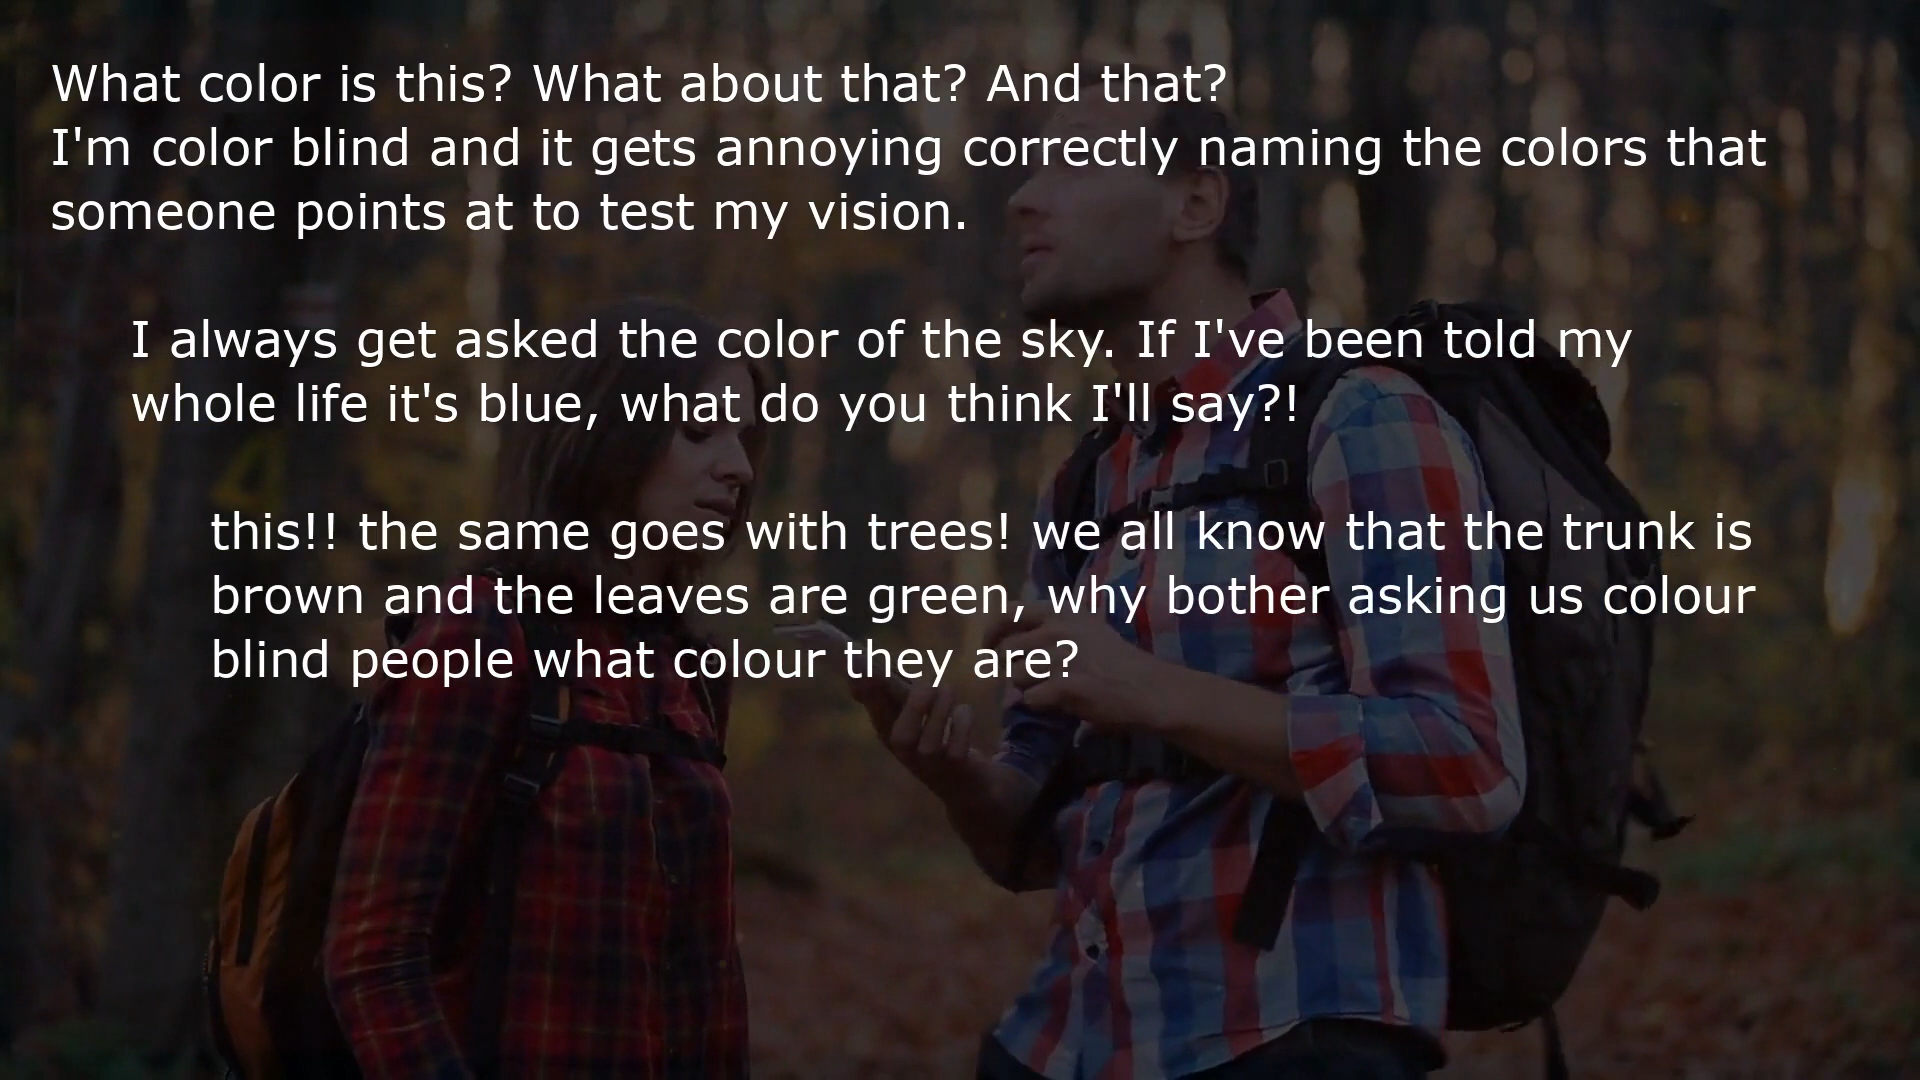 What color is this? What about that? And that?
I'm color blind and it gets annoying correctly naming the colors that
someone points at to test my vision.
I always get asked the color of the sky. If I've been told my
whole life it's blue, what do you think I'll say?!
this!! the same goes with trees! we all know that the trunk is
brown and the leaves are green, why bother asking us colour
blind people what colour they are?